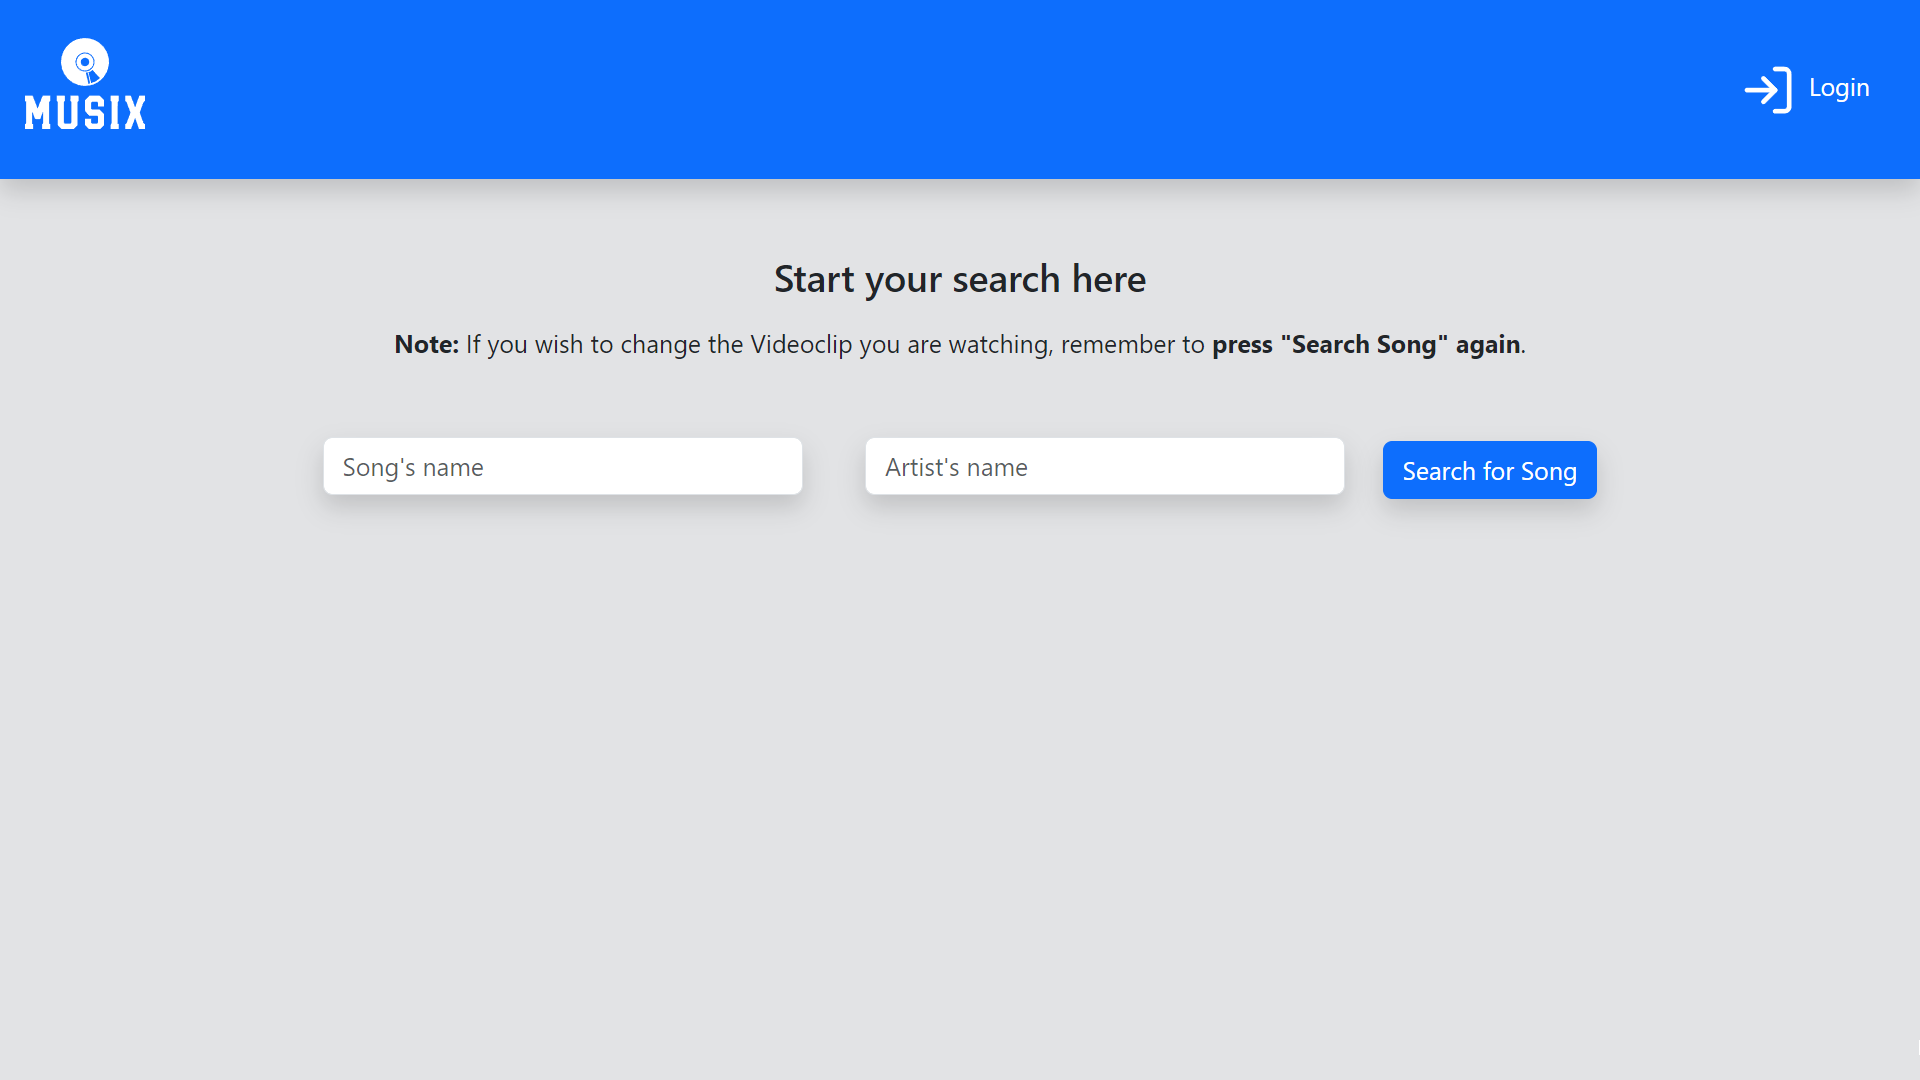 MUSIX
Login
Start your search here
Note: If you wish to change the Videoclip you are watching, remember to press "Search Song" again.
Song's name
Artist's name
Search for Song